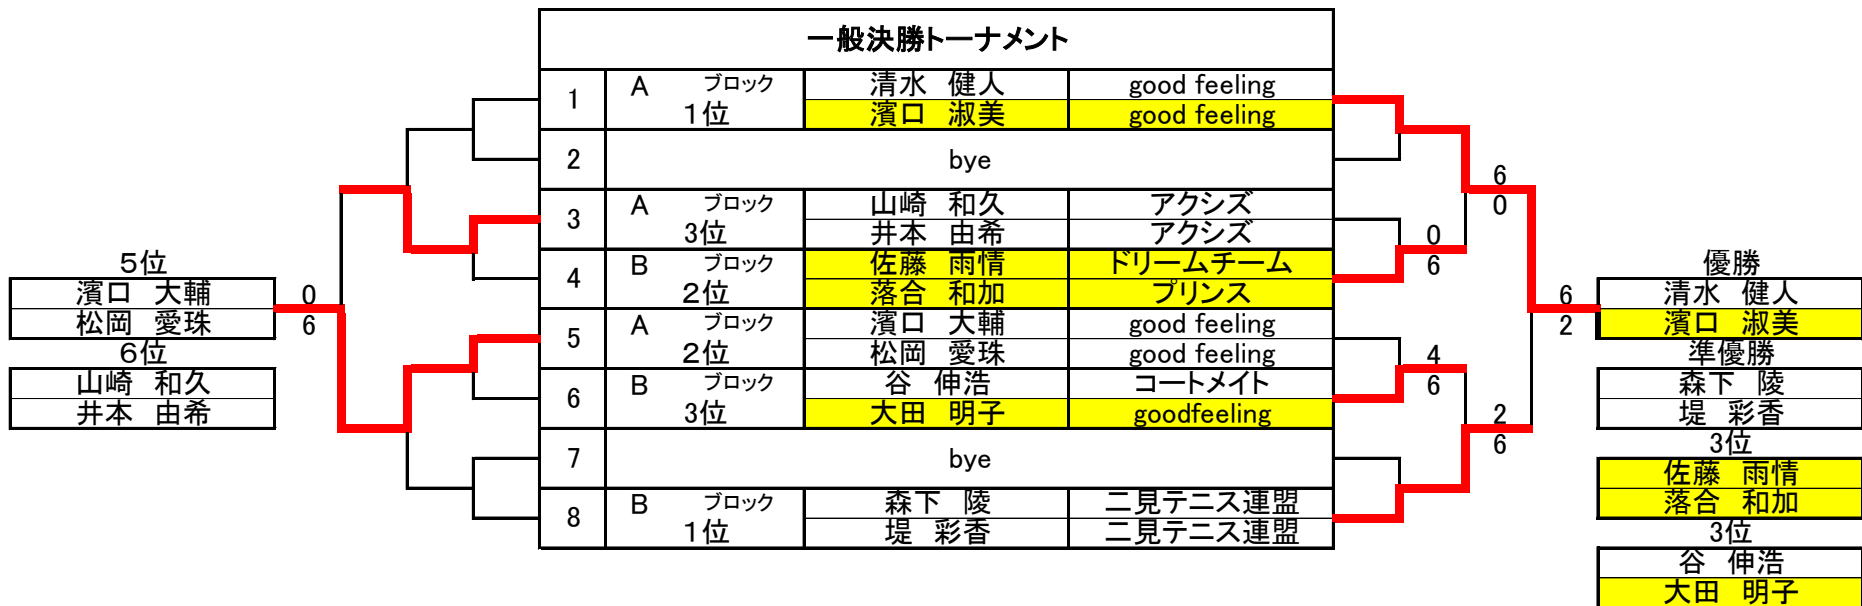 一般決勝トーナメント
1 A ブロック 1位 清水 健人 good feeling
濱口 淑美 good feeling
2 bye
3 A ブロック 3位 山崎 和久 アクシズ
井本 由希 アクシズ
4 B ブロック 2位 佐藤 雨情 ドリームチーム
落合 和加 プリンス
5 A ブロック 2位 濱口 大輔 good feeling
松岡 愛珠 good feeling
6 B ブロック 3位 谷 伸浩 コートメイト
大田 明子 goodfeeling
7 bye
8 B ブロック 1位 森下 陵 二見テニス連盟
堤 彩香 二見テニス連盟
5位
濱口 大輔
松岡 愛珠
6位
山崎 和久
井本 由希
0
6
0
6
4
6
6
0
2
6
6
2
優勝
清水 健人
濱口 淑美
準優勝
森下 陵
堤 彩香
3位
佐藤 雨情
落合 和加
3位
谷 伸浩
大田 明子